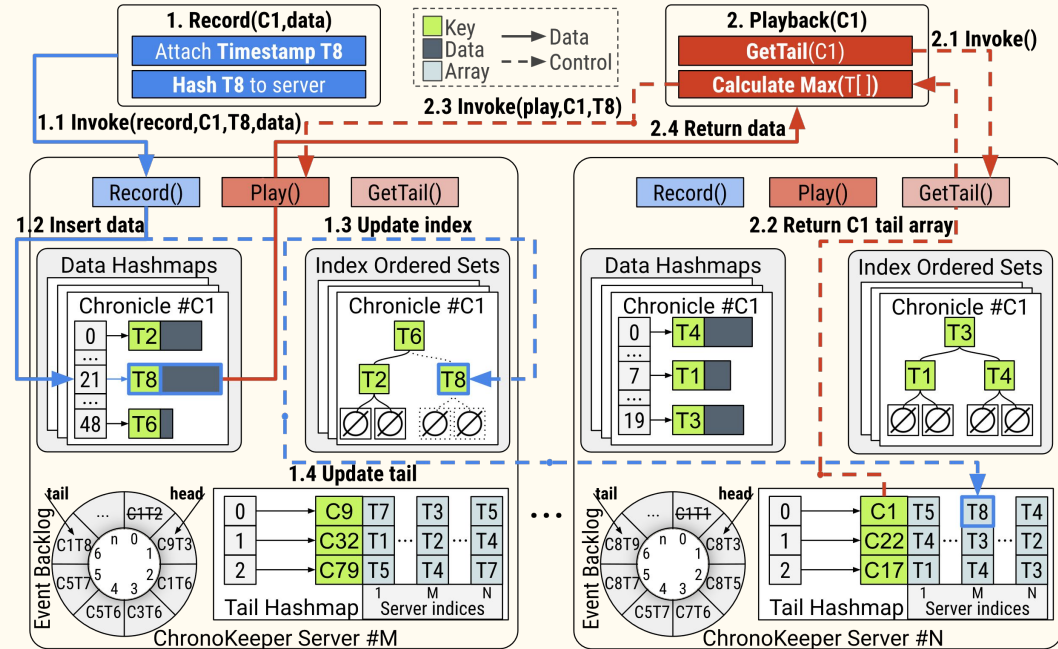 1. Record(C1,data)
Attach Timestamp T8
Hash T8 to server
Key
Data
Array
Data
Control
2. Playback(C1)
GetTail(C1)
Calculate Max(T[ ])
2.1 Invoke()
1.1 Invoke(record,C1,T8,data)
2.3 Invoke(play,C1,T8)
2.4 Return data
Record()
Play()
GetTail()
1.2 Insert data
1.3 Update index
Data Hashmaps
Chronicle #C1
0
T2
...
21
T8
...
48
T6
Index Ordered Sets
Chronicle #C1
T6
T2
T8
1.4 Update tail
Event Backlog
tail
head
...
C1T2
C9T3
C1T6
C3T6
C5T6
C5T7
C1T8
n
0
1
2
3
4
5
6
0
C9
T7
T3
T5
1
C32
T1
...
T2
...
T4
2
C79
T5
T4
T7
Tail Hashmap
1
M
N
Server indices
ChronoKeeper Server #M
...
Record()
Play()
GetTail()
2.2 Return C1 tail array
Data Hashmaps
Chronicle #C1
0
T4
...
7
T1
...
19
T3
Index Ordered Sets
Chronicle #C1
T3
T1
T4
Event Backlog
tail
head
...
C1T1
C8T3
C8T5
C7T6
C5T7
C8T7
C8T9
n
0
1
2
3
4
5
6
0
C1
T5
T8
T4
1
C22
T4
...
T3
...
T2
2
C17
T1
T4
T3
Tail Hashmap
1
M
N
Server indices
ChronoKeeper Server #N